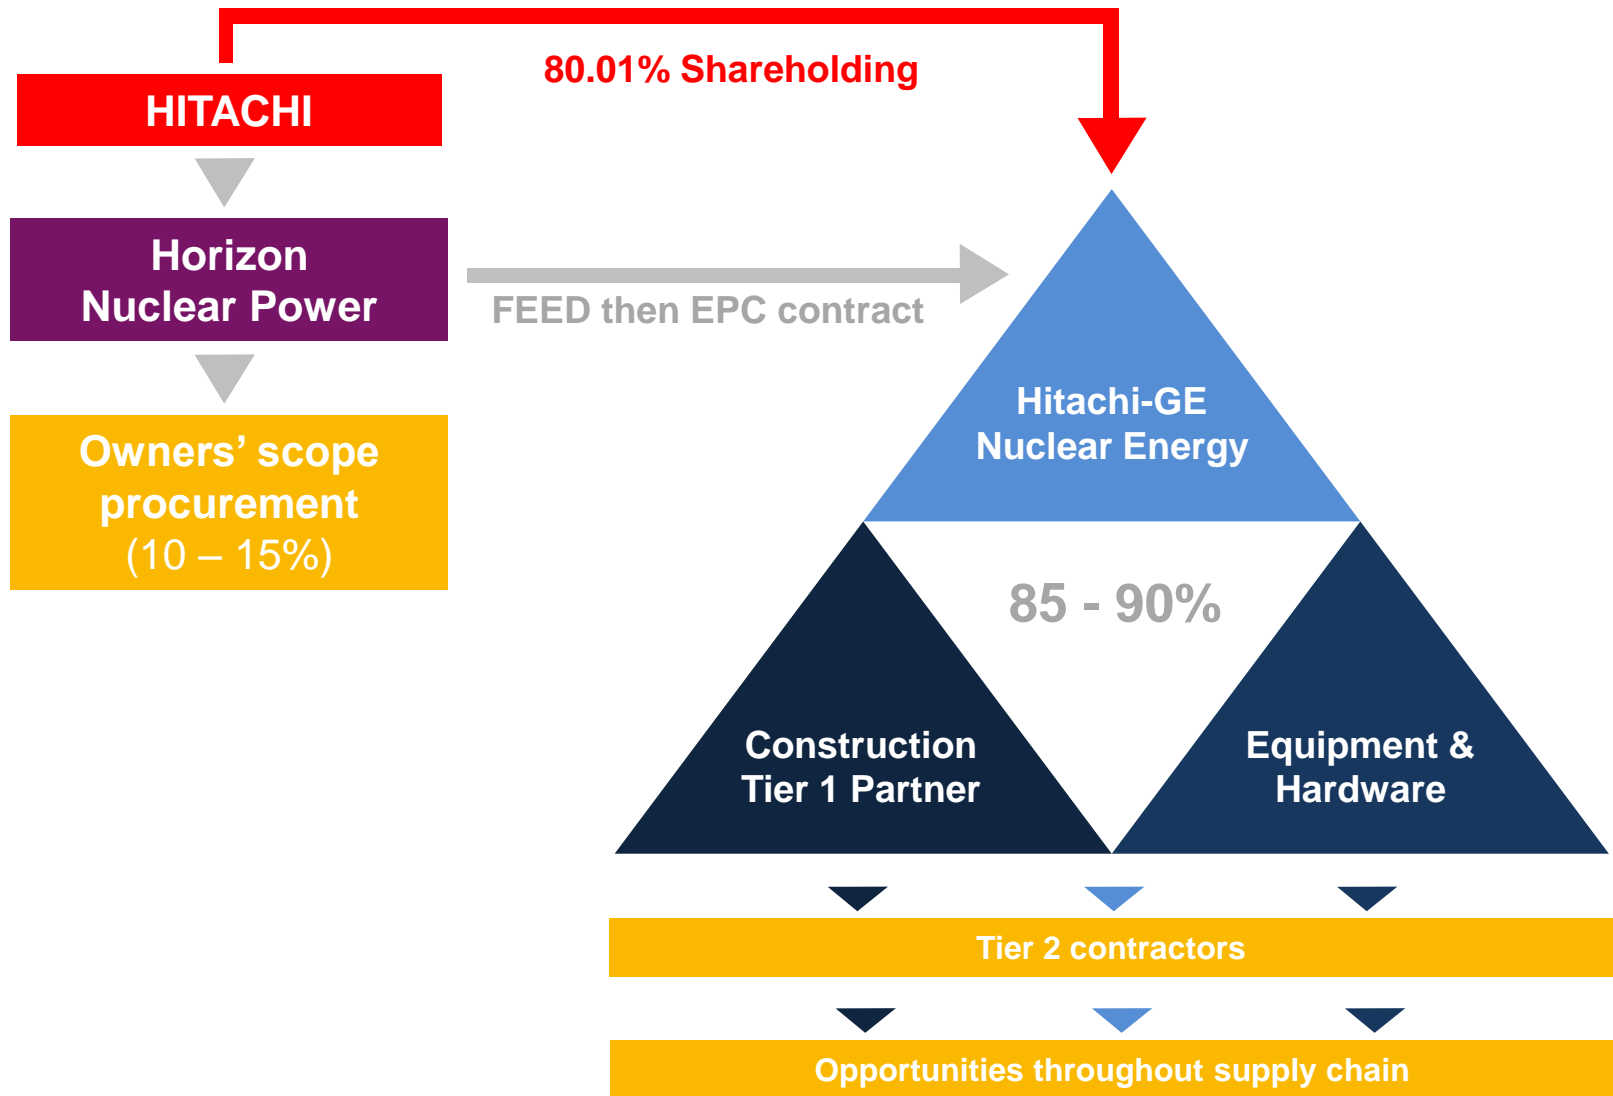 80.01% Shareholding
HITACHI
Horizon
Nuclear Power
FEED then EPC contract
Owners’ scope
procurement
(10 – 15%)
Hitachi-GE
Nuclear Energy
85 - 90%
Construction
Tier 1 Partner
Equipment &
Hardware
Tier 2 contractors
Opportunities throughout supply chain